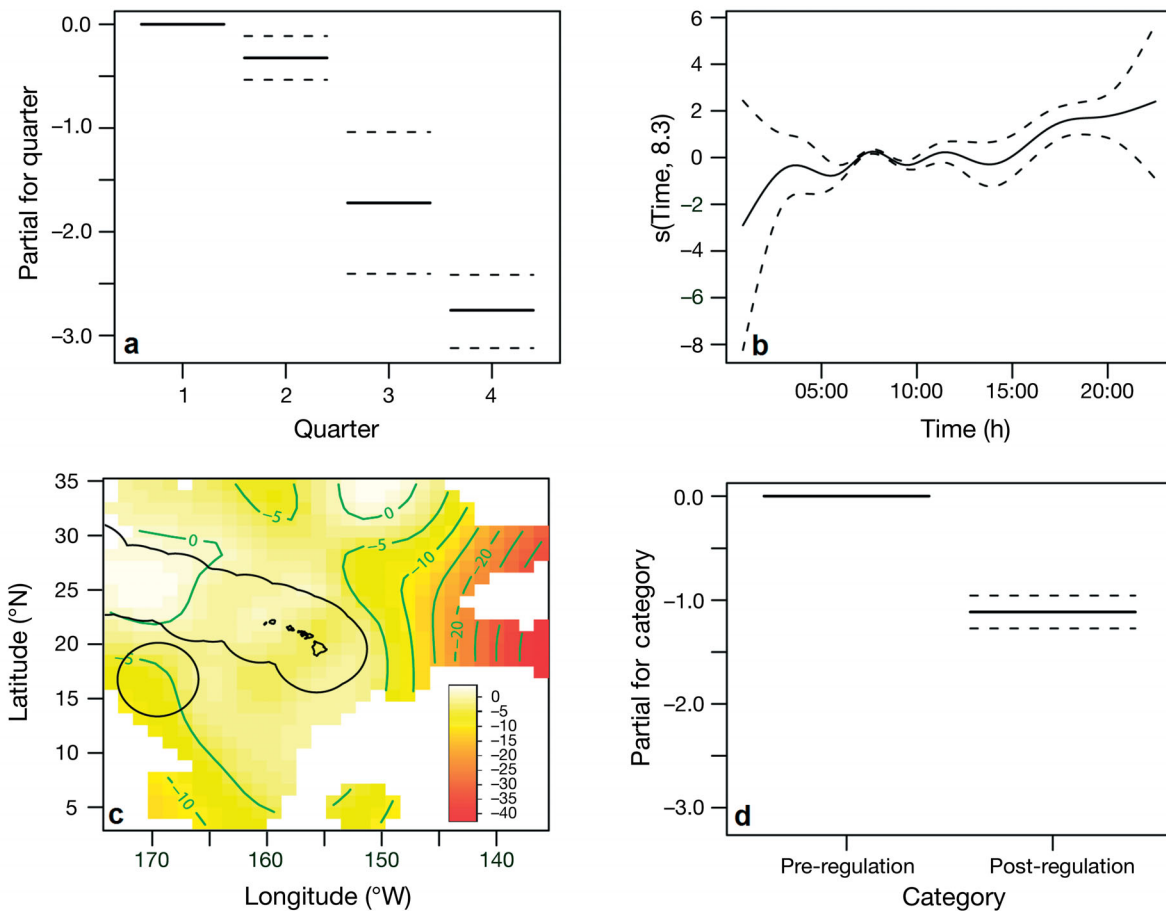 0.0
–1.0
–2.0
–3.0
Partial for quarter
a
1 2 3 4
Quarter
6
4
2
0
–2
–4
–6
–8
s(Time, 8.3)
b
05:00 10:00 15:00 20:00
Time (h)
35
30
25
20
15
10
5
Latitude (°N)
–5
0
0
–5
–10
–20
–20
–5
–10
0
–5
–10
–15
–20
–25
–30
–35
–40
c
170 160 150 140
Longitude (°W)
0.0
–1.0
–2.0
–3.0
Partial for category
d
Pre-regulation Post-regulation
Category